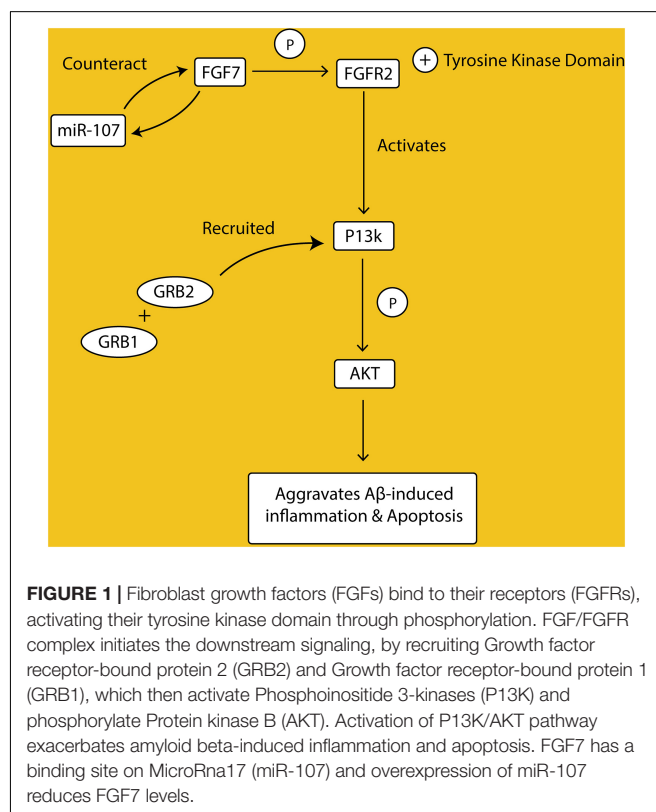 Counteract
P
FGF7
FGFR2
+ Tyrosine Kinase Domain
miR-107
Activates
Recruited
P13k
GRB2
+
GRB1
P
AKT
Aggravates Aβ-induced
inflammation & Apoptosis
FIGURE 1 | Fibroblast growth factors (FGFs) bind to their receptors (FGFRs),
activating their tyrosine kinase domain through phosphorylation. FGF/FGFR
complex initiates the downstream signaling, by recruiting Growth factor
receptor-bound protein 2 (GRB2) and Growth factor receptor-bound protein 1
(GRB1), which then activate Phosphoinositide 3-kinases (P13K) and
phosphorylate Protein kinase B (AKT). Activation of P13K/AKT pathway
exacerbates amyloid beta-induced inflammation and apoptosis. FGF7 has a
binding site on MicroRna17 (miR-107) and overexpression of miR-107
reduces FGF7 levels.